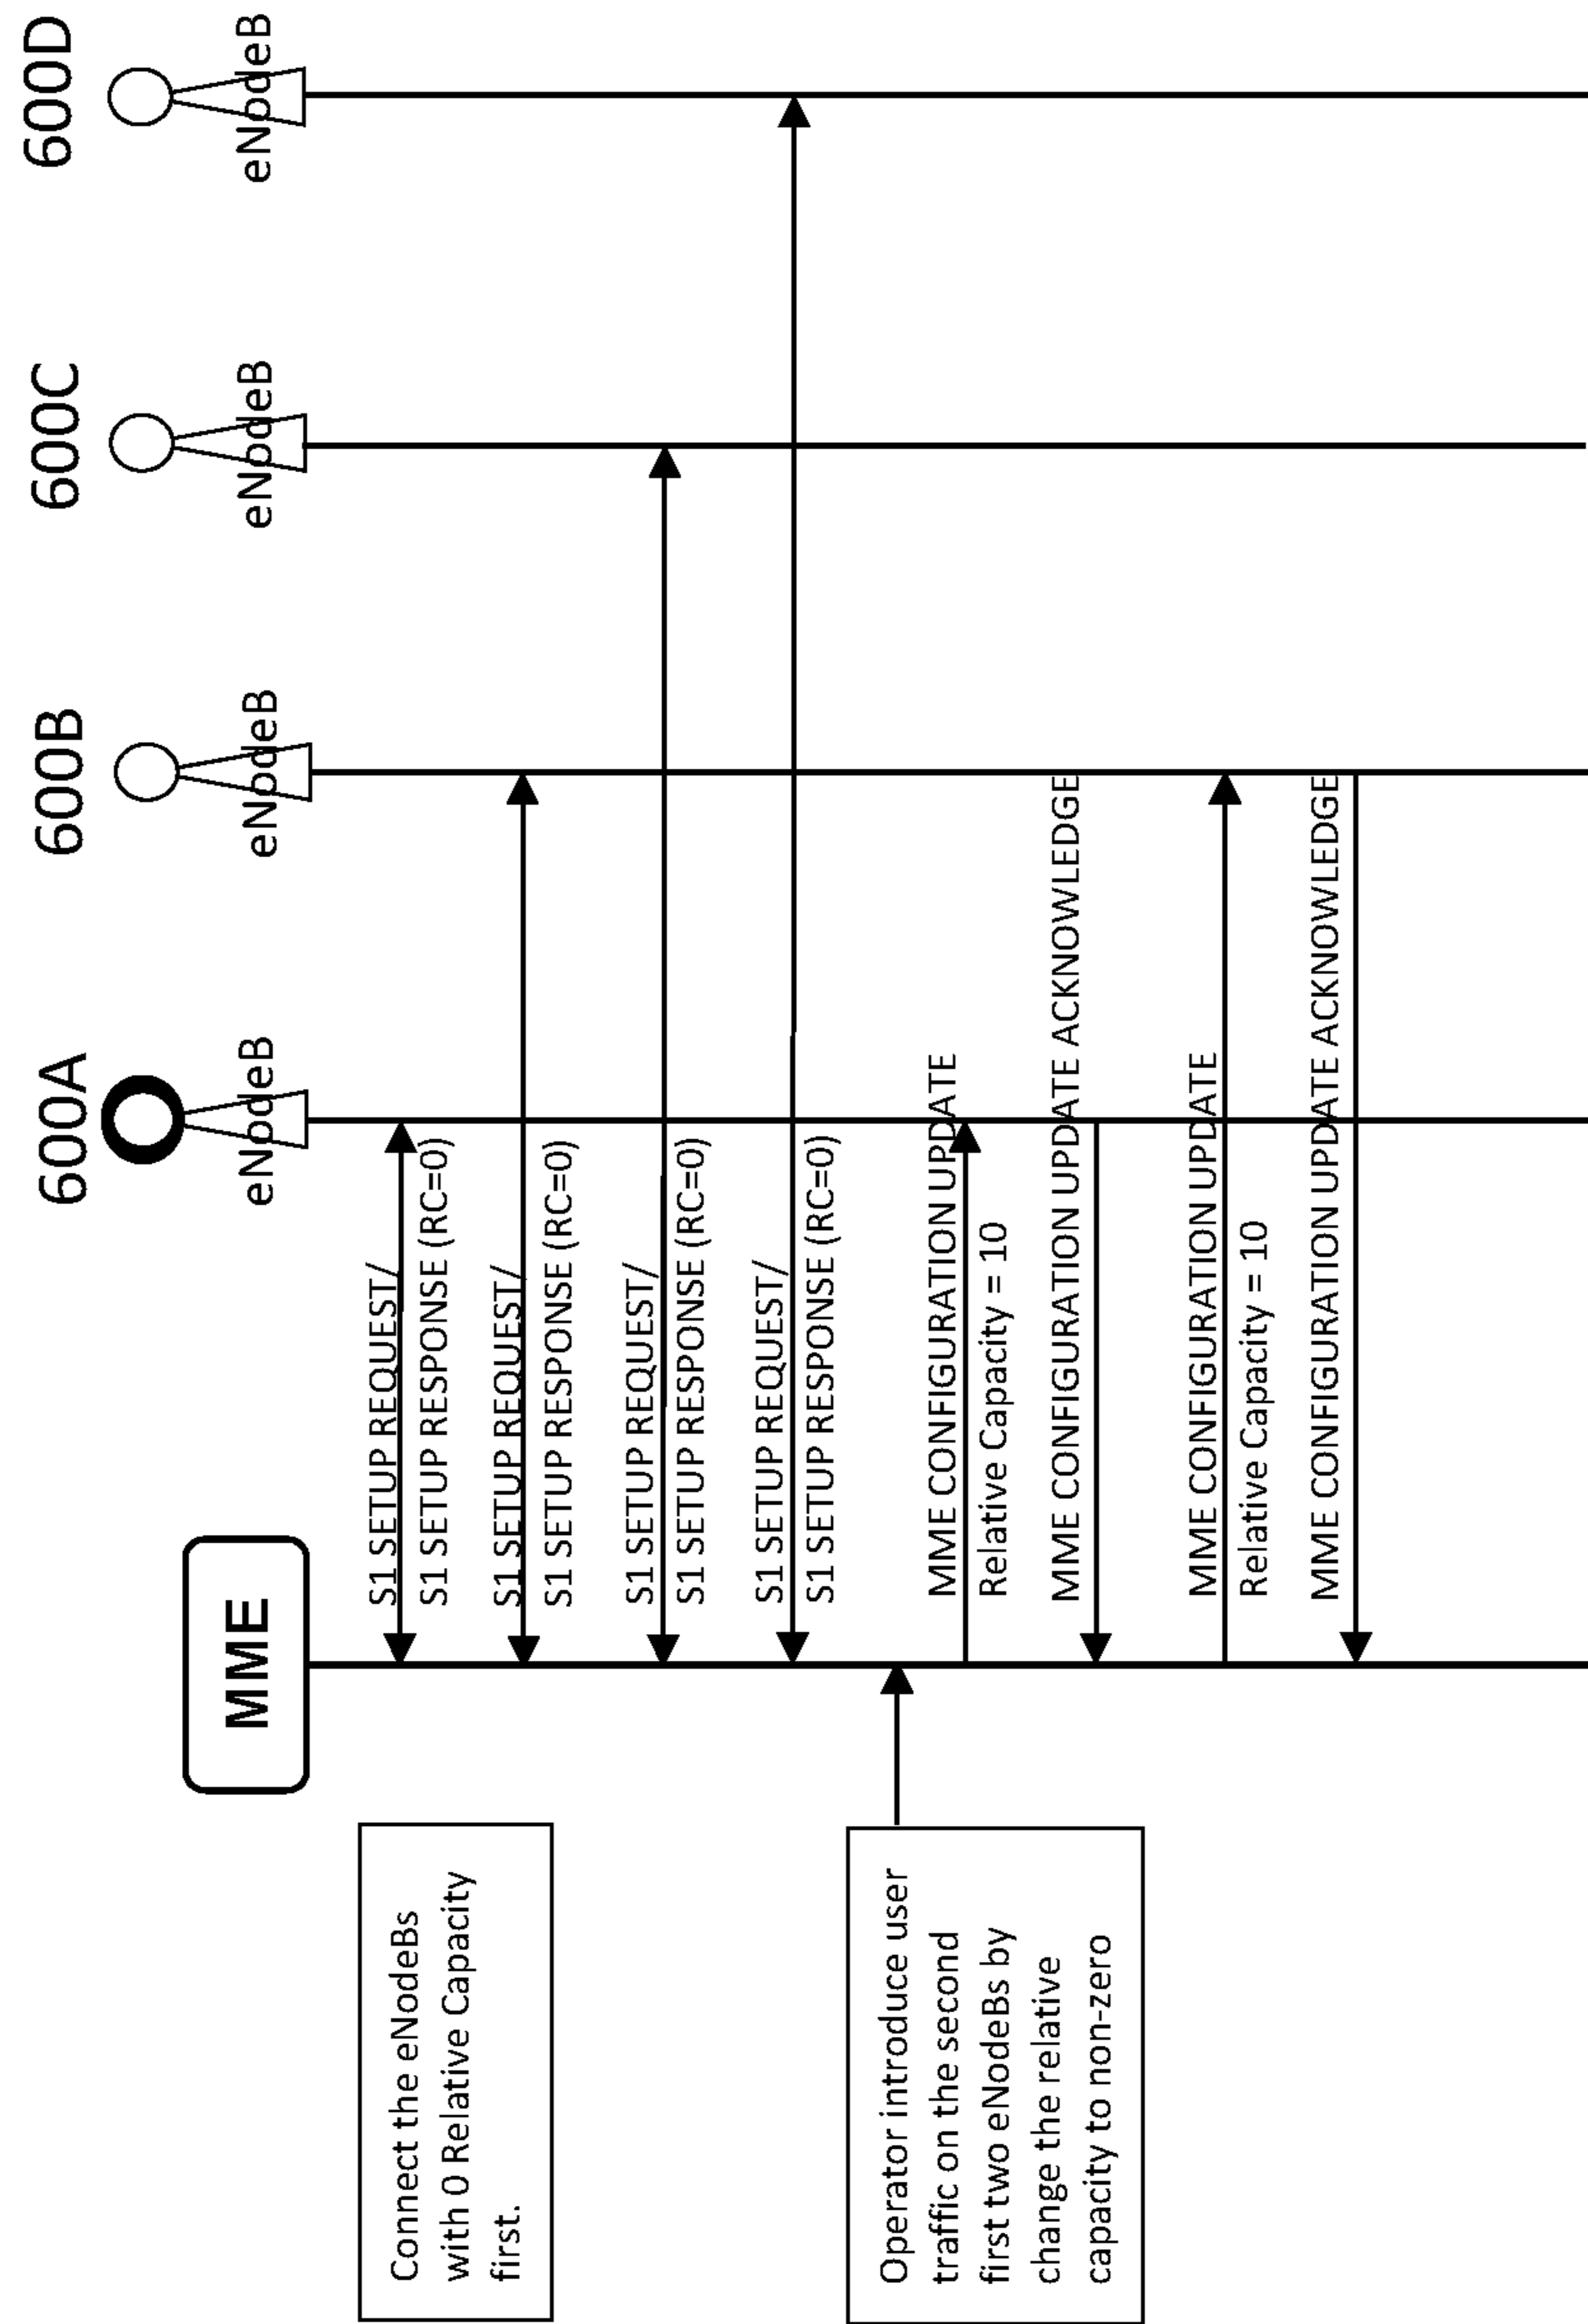 600A
600B
600C
600D
MME
eNodeB
eNodeB
eNodeB
eNodeB
Connect the eNodeBs
with 0 Relative Capacity
first.
S1 SETUP REQUEST/
S1 SETUP RESPONSE (RC=0)
S1 SETUP REQUEST/
S1 SETUP RESPONSE (RC=0)
S1 SETUP REQUEST/
S1 SETUP RESPONSE (RC=0)
S1 SETUP REQUEST/
S1 SETUP RESPONSE (RC=0)
Operator introduce user
traffic on the second
first two eNodeBs by
change the relative
capacity to non-zero
MME CONFIGURATION UPDATE
Relative Capacity = 10
MME CONFIGURATION UPDATE ACKNOWLEDGE
MME CONFIGURATION UPDATE
Relative Capacity = 10
MME CONFIGURATION UPDATE ACKNOWLEDGE